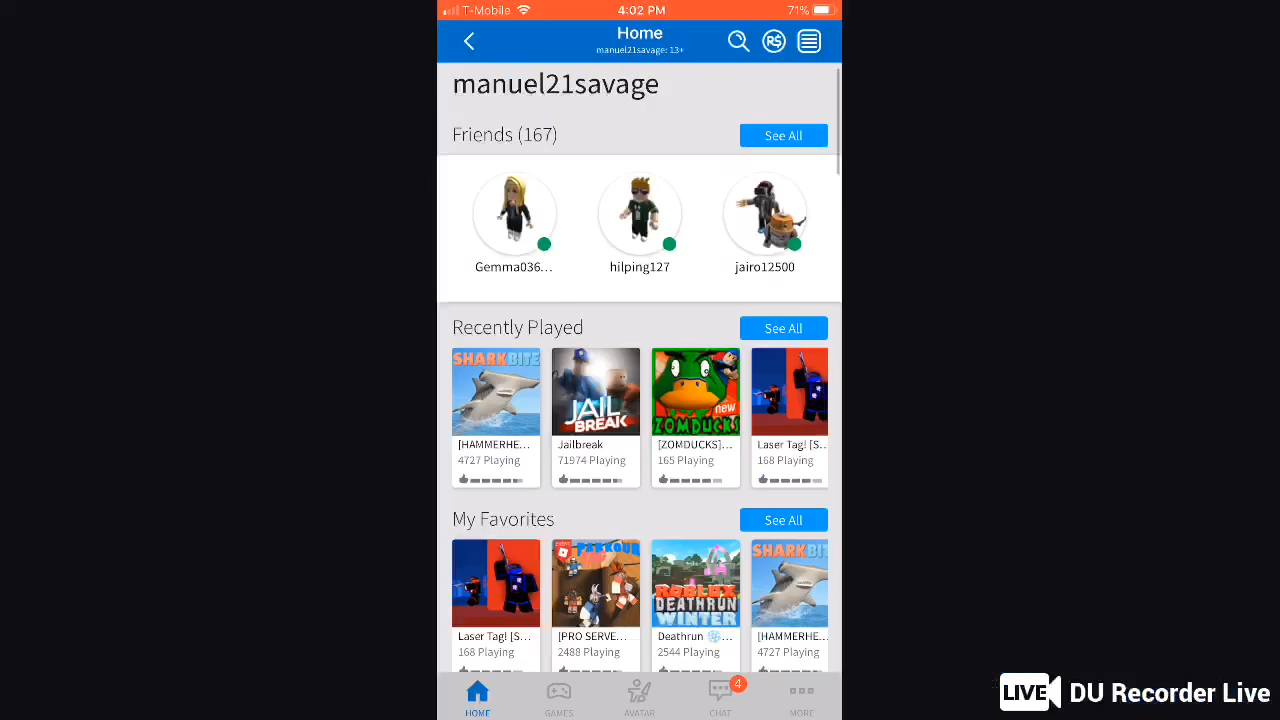 T-Mobile 4:02 PM 71%
Home
manuel21savage: 13+
R$
manuel21savage
Friends (167) See All
Gemma036... hilping127 jairo12500
Recently Played See All
SHARKBITE JAIL BREAK new ZOMDUCKS
[HAMMERHE... Jailbreak [ZOMDUCKS]... Laser Tag! [S...
4727 Playing 71974 Playing 165 Playing 168 Playing
My Favorites See All
PARKOUR ROBLOX DEATHRUN WINTER SHARKBIT
Laser Tag! [S... [PRO SERVE... Deathrun ❄️... [HAMMERHE...
168 Playing 2488 Playing 2544 Playing 4727 Playing
HOME GAMES AVATAR CHAT 4 MORE
LIVE DU Recorder Live